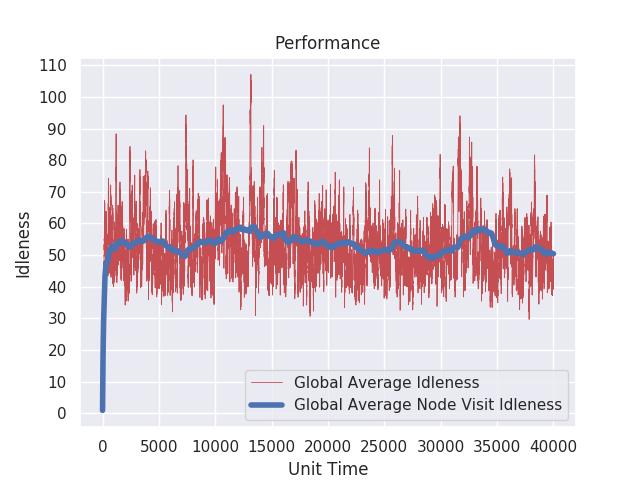 Performance
110
100
90
80
70
60
50
40
30
20
10
0
Idleness
Global Average Idleness
Global Average Node Visit Idleness
0 5000 10000 15000 20000 25000 30000 35000 40000
Unit Time